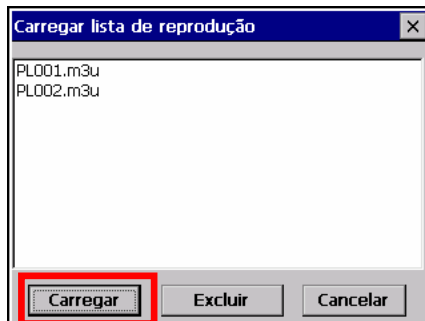 Carregar lista de reprodução
PL001.m3u
PL002.m3u
Carregar Excluir Cancelar